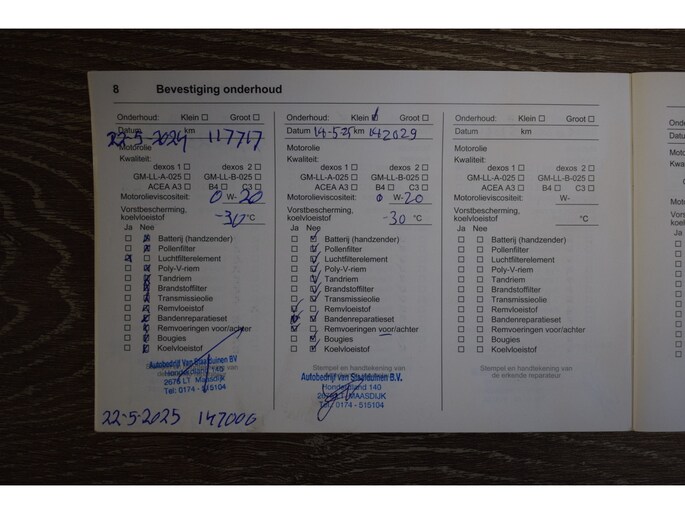 8 Bevestiging onderhoud
Onderhoud: Klein Groot
Datum km
22-5-2024 117717
Motorolie
Kwaliteit:
dexos 1 dexos 2
GM-LL-A-025 GM-LL-B-025
ACEA A3 B4 C3
Motorolieviscositeit: 0 W-20
Vorstbescherming,
koelvloeistof -30 °C
Ja Nee
Batterij (handzender)
Pollenfilter
Luchtfilterelement
Poly-V-riem
Tandriem
Brandstoffilter
Transmissieolie
Remvloeistof
Bandenreparatieset
Remvoeringen voor/achter
Bougies
Koelvloeistof
Autobedrijf Van Staalduinen BV
Hondertland 140
2676 LT Maasdijk
Tel: 0174 - 515104
22-5-2025 147000
Onderhoud: Klein Groot
Datum 14-5-25 km 142029
Motorolie
Kwaliteit:
dexos 1 dexos 2
GM-LL-A-025 GM-LL-B-025
ACEA A3 B4 C3
Motorolieviscositeit: 0 W-20
Vorstbescherming,
koelvloeistof -30 °C
Ja Nee
Batterij (handzender)
Pollenfilter
Luchtfilterelement
Poly-V-riem
Tandriem
Brandstoffilter
Transmissieolie
Remvloeistof
Bandenreparatieset
Remvoeringen voor/achter
Bougies
Koelvloeistof
Stempel en handtekening van
Autobedrijf van Staalduinen B.V.
Hondertland 140
2676 LT MAASDIJK
Tel. 0174 - 515104
Onderhoud: Klein Groot
Datum km
Motorolie
Kwaliteit:
dexos 1 dexos 2
GM-LL-A-025 GM-LL-B-025
ACEA A3 B4 C3
Motorolieviscositeit: W-
Vorstbescherming,
koelvloeistof °C
Ja Nee
Batterij (handzender)
Pollenfilter
Luchtfilterelement
Poly-V-riem
Tandriem
Brandstoffilter
Transmissieolie
Remvloeistof
Bandenreparatieset
Remvoeringen voor/achter
Bougies
Koelvloeistof
Stempel en handtekening van
de erkende reparateur.